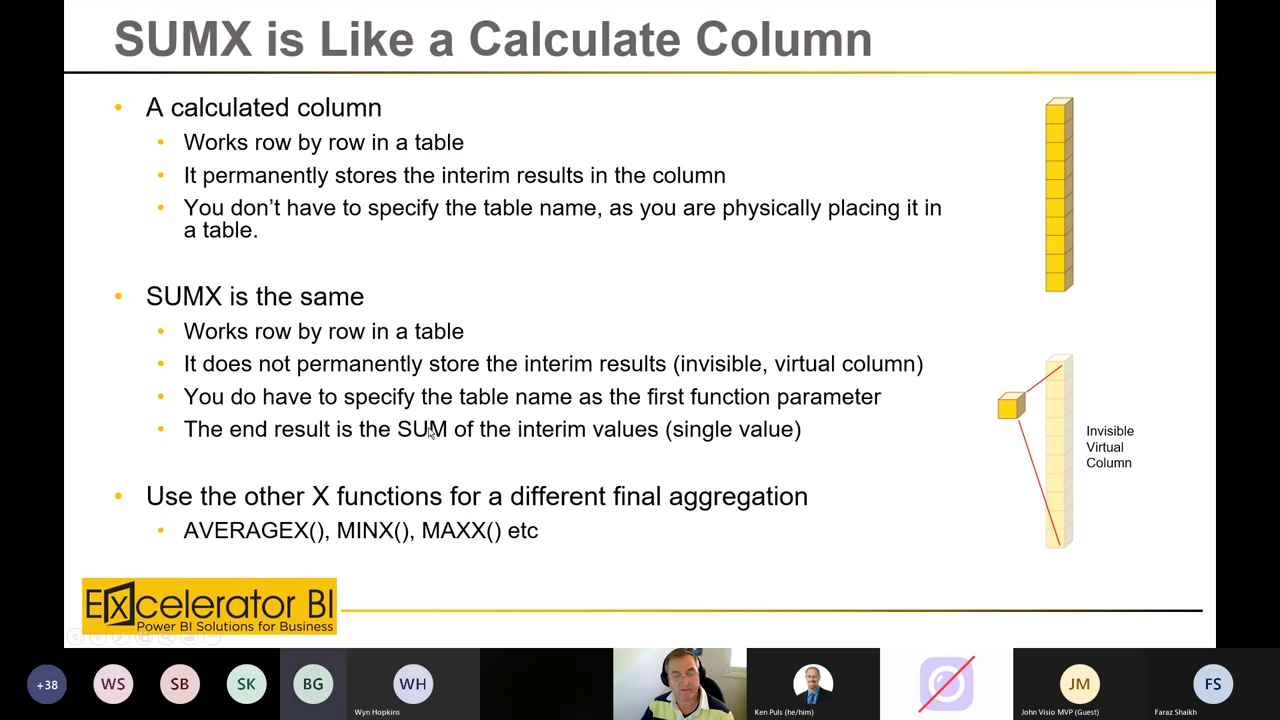 SUMX is Like a Calculate Column
• A calculated column
• Works row by row in a table
• It permanently stores the interim results in the column
• You don’t have to specify the table name, as you are physically placing it in
a table.
• SUMX is the same
• Works row by row in a table
• It does not permanently store the interim results (invisible, virtual column)
• You do have to specify the table name as the first function parameter
• The end result is the SUM of the interim values (single value)
Invisible
Virtual
Column
• Use the other X functions for a different final aggregation
• AVERAGEX(), MINX(), MAXX() etc
Excelerator BI
Power BI Solutions for Business
+38
WS
SB
SK
BG
WH
Wyn Hopkins
Ken Puls (he/him)
JM
John Visio MVP (Guest)
FS
Faraz Shaikh